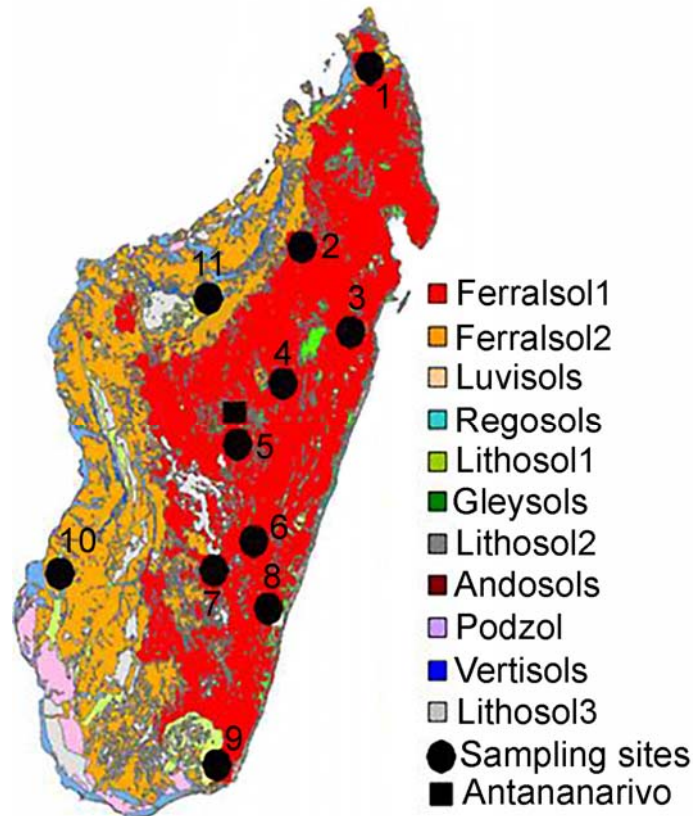 1
2
11
3
4
5
10
6
7
8
9
Ferralsol1
Ferralsol2
Luvisols
Regosols
Lithosol1
Gleysols
Lithosol2
Andosols
Podzol
Vertisols
Lithosol3
Sampling sites
Antananarivo